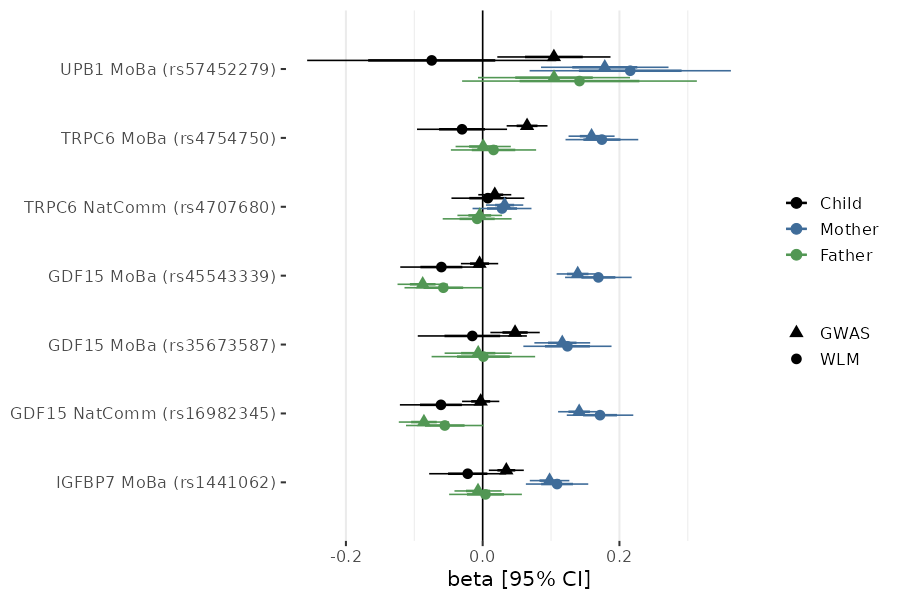 UPB1 MoBa (rs57452279)
TRPC6 MoBa (rs4754750)
TRPC6 NatComm (rs4707680)
GDF15 MoBa (rs45543339)
GDF15 MoBa (rs35673587)
GDF15 NatComm (rs16982345)
IGFBP7 MoBa (rs1441062)
-0.2 0.0 0.2
beta [95% CI]
Child
Mother
Father
GWAS
WLM